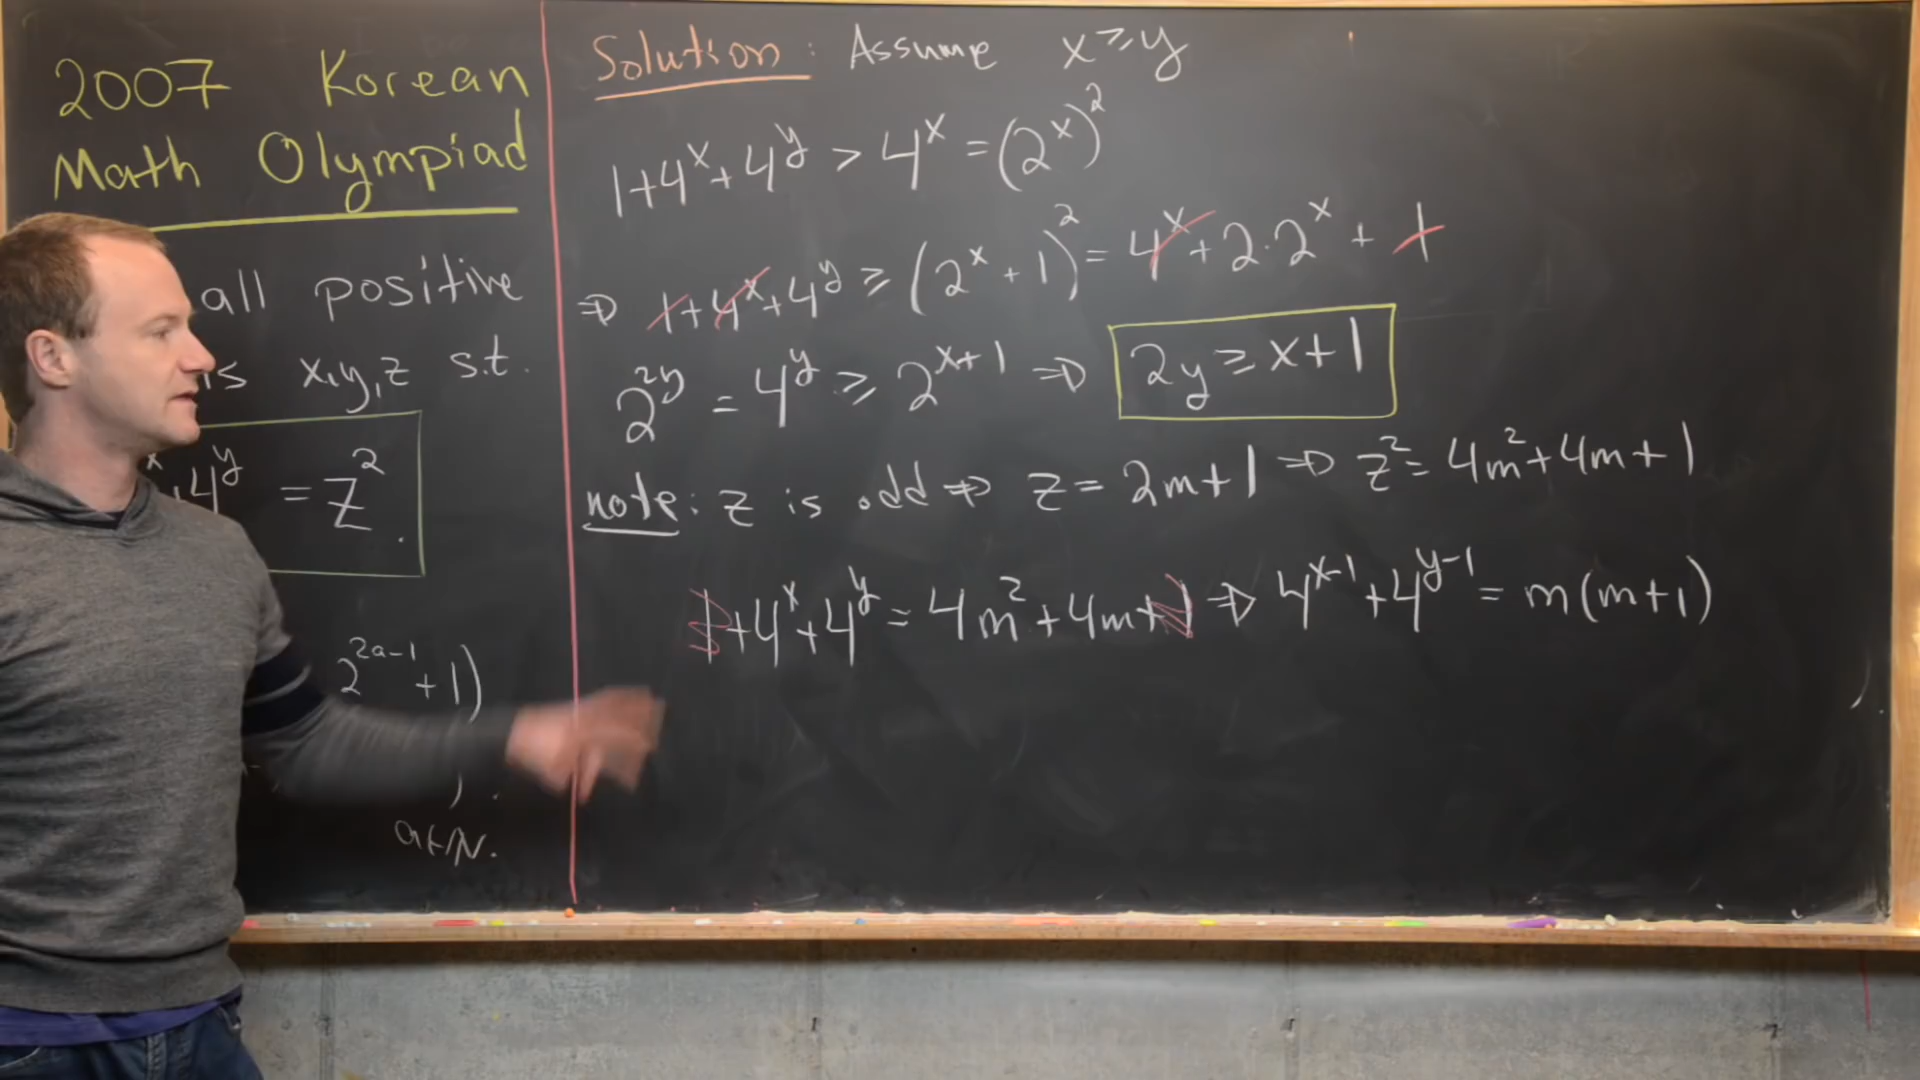 2007 Korean
Math Olympiad
all positive
x,y,z s.t.
4^y = z^2.
2^{2a-1}+1)
a∈ℕ.
Solution: Assume x ≥ y
1+4^x+4^y > 4^x = (2^x)^2
⇒ 1+4^x+4^y ≥ (2^x+1)^2 = 4^x+2·2^x+1
2^{2y} = 4^y ≥ 2^{x+1} ⇒ 2y ≥ x+1
note: z is odd ⇒ z = 2m+1 ⇒ z^2 = 4m^2+4m+1
1+4^x+4^y = 4m^2+4m+1 ⇒ 4^{x-1}+4^{y-1} = m(m+1)